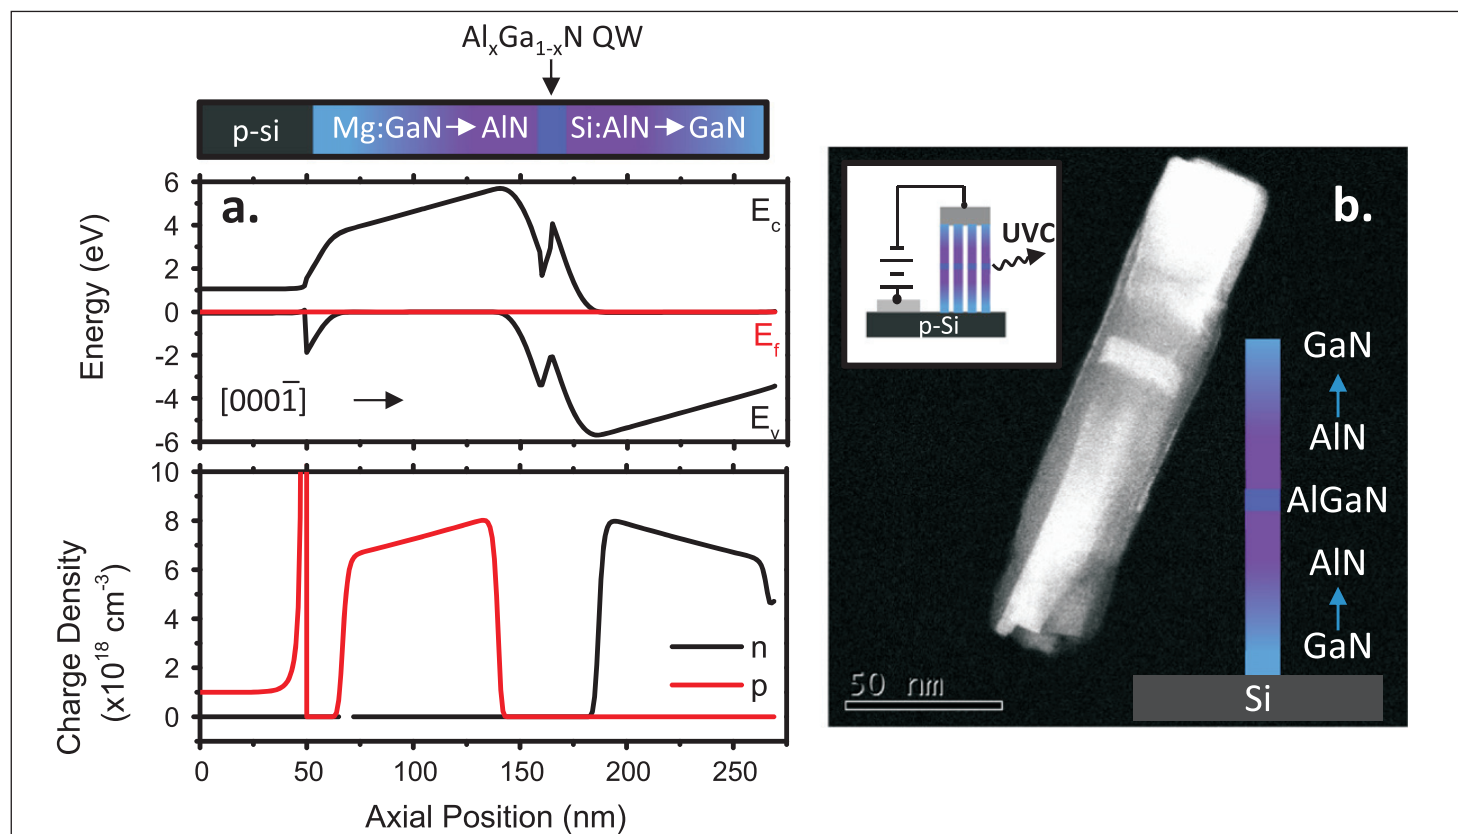 AlxGa1-xN QW
p-si
Mg:GaN→AlN
Si:AlN→GaN
a.
Energy (eV)
6
4
2
0
-2
-4
-6
Ec
Ef
Ev
[0001̅]
Charge Density
(x10^18 cm^-3)
10
8
6
4
2
0
n
p
0
50
100
150
200
250
Axial Position (nm)
b.
UVC
p-Si
GaN
AlN
AlGaN
AlN
GaN
Si
50 nm